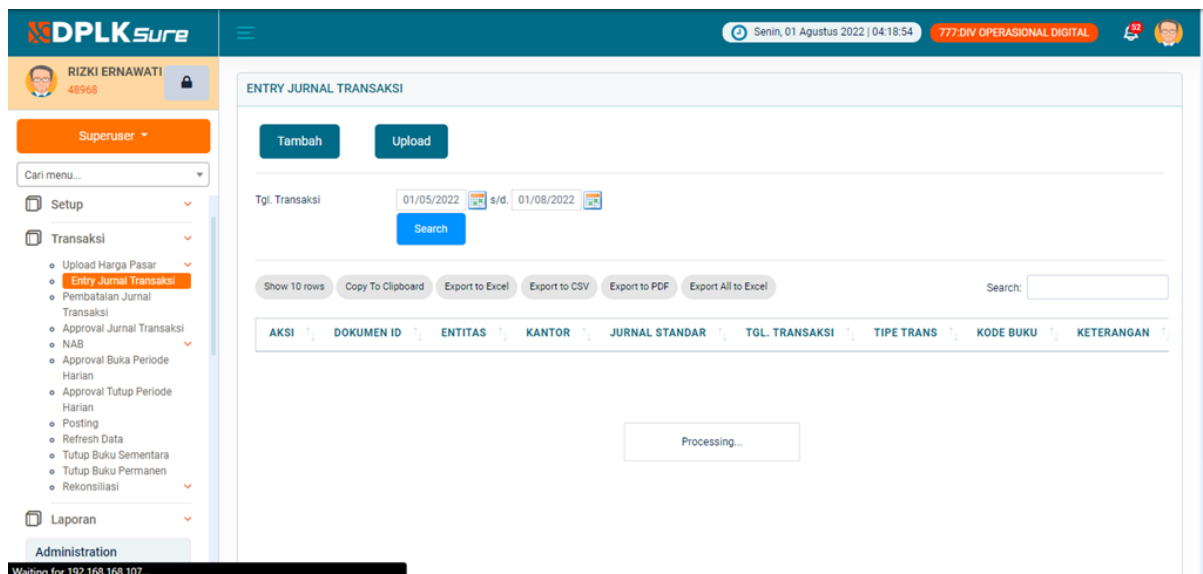 DPLKSure
Senin, 01 Agustus 2022 | 04:18:54
777:DIV OPERASIONAL DIGITAL
52
RIZKI ERNAWATI
48968
Superuser
Cari menu...
Setup
Transaksi
Upload Harga Pasar
Entry Jurnal Transaksi
Pembatalan Jurnal
Transaksi
Approval Jurnal Transaksi
NAB
Approval Buka Periode
Harian
Approval Tutup Periode
Harian
Posting
Refresh Data
Tutup Buku Sementara
Tutup Buku Permanen
Rekonsiliasi
Laporan
Administration
Waiting for 192.168.168.107...
ENTRY JURNAL TRANSAKSI
Tambah Upload
Tgl. Transaksi 01/05/2022 s/d. 01/08/2022
Search
Show 10 rows Copy To Clipboard Export to Excel Export to CSV Export to PDF Export All to Excel Search:
AKSI DOKUMEN ID ENTITAS KANTOR JURNAL STANDAR TGL. TRANSAKSI TIPE TRANS KODE BUKU KETERANGAN
Processing...